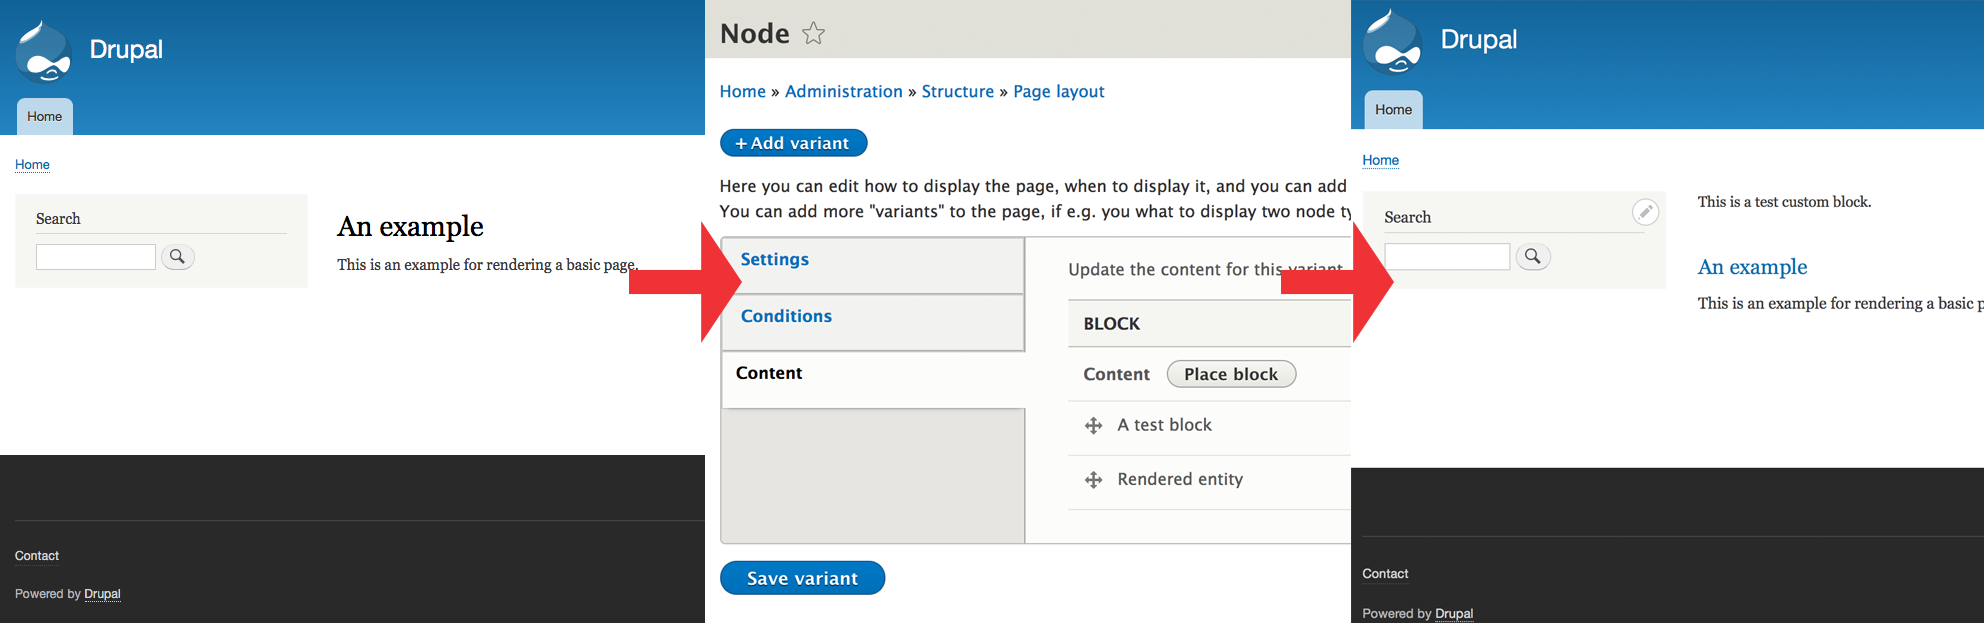 Drupal
Home
Home
Search
An example
This is an example for rendering a basic page.
Contact
Powered by Drupal
Node
Home » Administration » Structure » Page layout
+ Add variant
Here you can edit how to display the page, when to display it, and you can add
You can add more "variants" to the page, if e.g. you what to display two node ty
Settings
Conditions
Content
Update the content for this variant
BLOCK
Content Place block
A test block
Rendered entity
Save variant
Drupal
Home
Home
Search
This is a test custom block.
An example
This is an example for rendering a basic p
Contact
Powered by Drupal